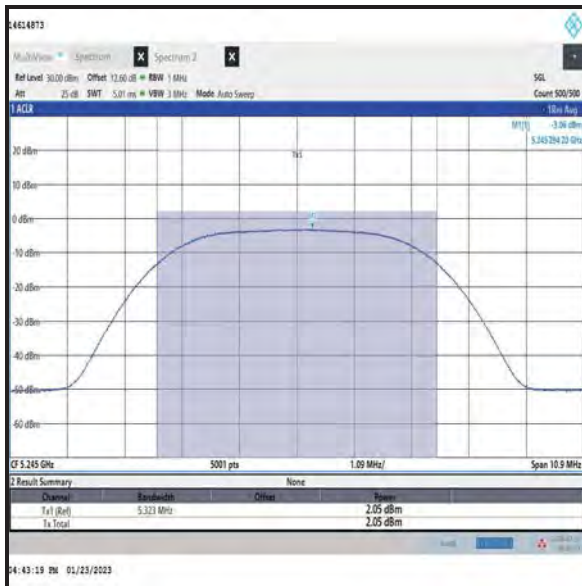 14614873
MultiView Spectrum X Spectrum 2 X
Ref Level 30.00 dBm Offset 12.60 dB RBW 1 MHz SGL
Att 25 dB SWT 5.01 ms VBW 3 MHz Mode Auto Sweep Count 500/500
1 ACLR 1Rm Avg
M1[1] -3.06 dBm
5.245 294 20 GHz
Tx1
20 dBm
10 dBm
0 dBm
-10 dBm
-20 dBm
-30 dBm
-40 dBm
-50 dBm
-60 dBm
CF 5.245 GHz 5001 pts 1.09 MHz/ Span 10.9 MHz
2 Result Summary None
Channel Bandwidth Offset Power
Tx1 (Ref) 5.323 MHz 2.05 dBm
Tx Total 2.05 dBm
04:43:19 PM 01/23/2023